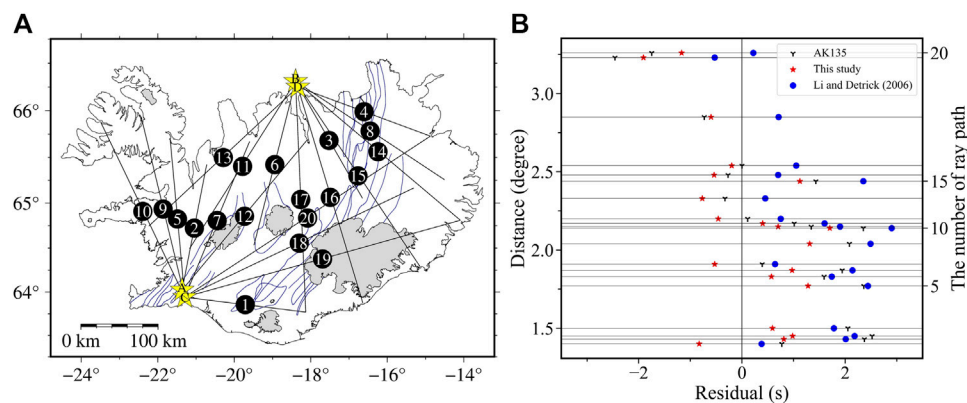 A
66°
65°
64°
B
D
4
8
3
14
13
11
6
15
10
9
5
2
7
12
17
16
20
18
19
A
C
1
0 km 100 km
−24° −22° −20° −18° −16° −14°
B
AK135
This study
Li and Detrick (2006)
Distance (degree)
3.0
2.5
2.0
1.5
20
15
10
5
The number of ray path
−2 0 2
Residual (s)